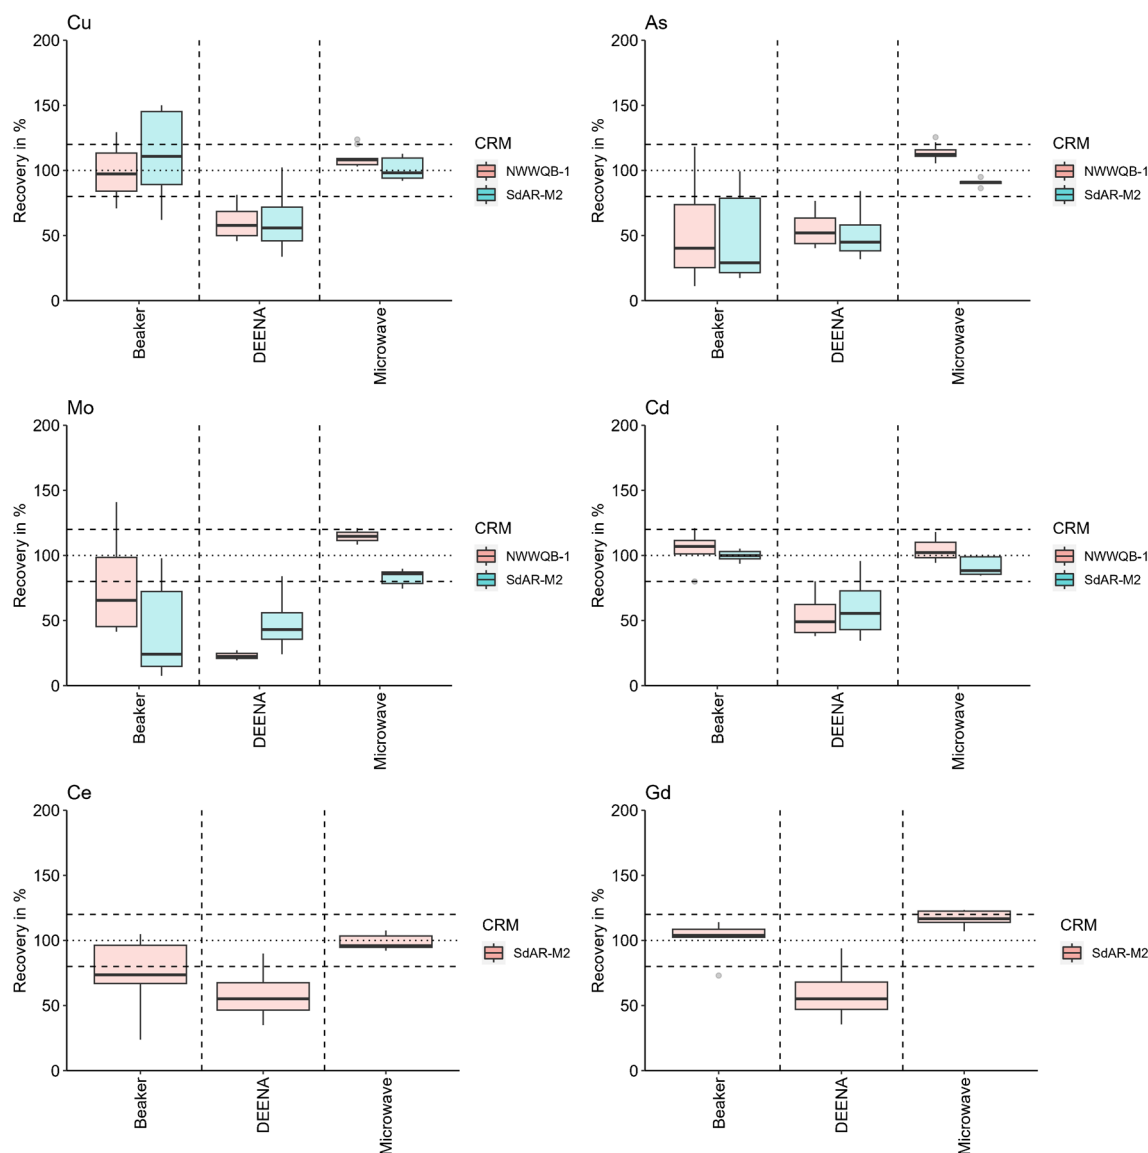 Cu
200
150
100
50
0
Recovery in %
Beaker
DEENA
Microwave
CRM
NWWQB-1
SdAR-M2
As
200
150
100
50
0
Recovery in %
Beaker
DEENA
Microwave
CRM
NWWQB-1
SdAR-M2
Mo
200
150
100
50
0
Recovery in %
Beaker
DEENA
Microwave
CRM
NWWQB-1
SdAR-M2
Cd
200
150
100
50
0
Recovery in %
Beaker
DEENA
Microwave
CRM
NWWQB-1
SdAR-M2
Ce
200
150
100
50
0
Recovery in %
Beaker
DEENA
Microwave
CRM
SdAR-M2
Gd
200
150
100
50
0
Recovery in %
Beaker
DEENA
Microwave
CRM
SdAR-M2